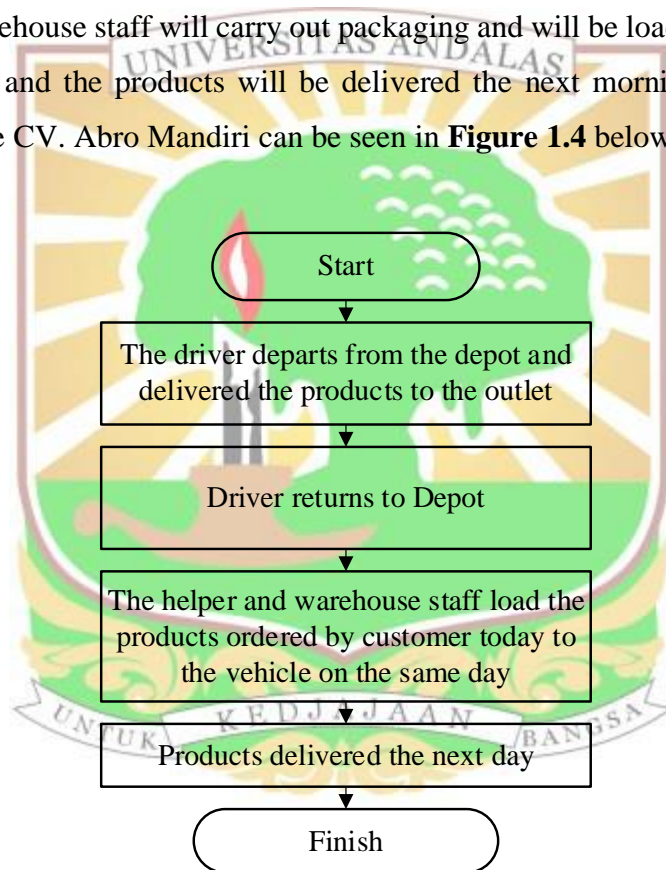 ehouse staff will carry out packaging and will be loa
UNIVERSITAS ANDALAS
and the products will be delivered the next morni
e CV. Abro Mandiri can be seen in Figure 1.4 below
Start
The driver departs from the depot and
delivered the products to the outlet
Driver returns to Depot
The helper and warehouse staff load the
products ordered by customer today to
the vehicle on the same day
UNTUK KEDJAJAAN BANGSA
Products delivered the next day
Finish